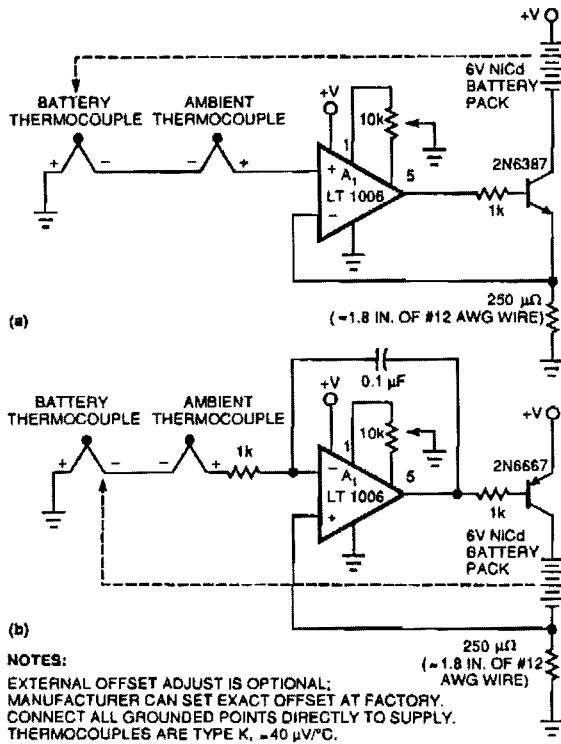 +V
6V NiCd
BATTERY
PACK
BATTERY
THERMOCOUPLE
AMBIENT
THERMOCOUPLE
+V
10k
1
2N6387
+ - - +
+
A1
5
LT 1006
1k
-
250 μΩ
(≈1.8 IN. OF #12 AWG WIRE)
(a)
0.1 μF
BATTERY
THERMOCOUPLE
AMBIENT
THERMOCOUPLE
+V
+V
10k
1
2N6667
1k
+ - - +
-
A1
5
LT 1006
1k
+
6V NiCd
BATTERY
PACK
(b)
250 μΩ
(≈1.8 IN. OF #12
AWG WIRE)
NOTES:
EXTERNAL OFFSET ADJUST IS OPTIONAL;
MANUFACTURER CAN SET EXACT OFFSET AT FACTORY.
CONNECT ALL GROUNDED POINTS DIRECTLY TO SUPPLY.
THERMOCOUPLES ARE TYPE K, ≈40 μV/°C.